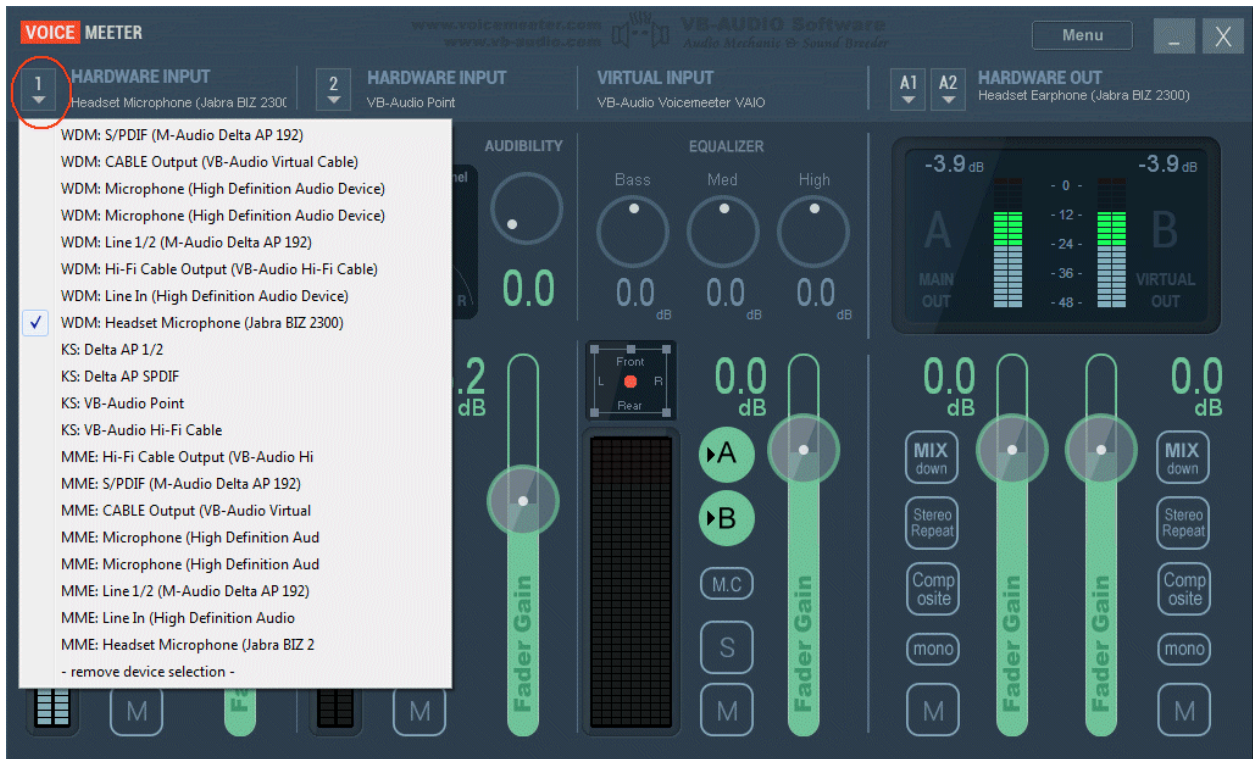 VOICE MEETER
www.voicemeeter.com
www.vb-audio.com
VB-AUDIO Software
Audio Mechanic & Sound Breeder
Menu
_ X
1
HARDWARE INPUT
Headset Microphone (Jabra BIZ 230(
2
HARDWARE INPUT
VB-Audio Point
VIRTUAL INPUT
VB-Audio Voicemeeter VAIO
A1 A2
HARDWARE OUT
Headset Earphone (Jabra BIZ 2300)
WDM: S/PDIF (M-Audio Delta AP 192)
WDM: CABLE Output (VB-Audio Virtual Cable)
WDM: Microphone (High Definition Audio Device)
WDM: Microphone (High Definition Audio Device)
WDM: Line 1/2 (M-Audio Delta AP 192)
WDM: Hi-Fi Cable Output (VB-Audio Hi-Fi Cable)
WDM: Line In (High Definition Audio Device)
WDM: Headset Microphone (Jabra BIZ 2300)
KS: Delta AP 1/2
KS: Delta AP SPDIF
KS: VB-Audio Point
KS: VB-Audio Hi-Fi Cable
MME: Hi-Fi Cable Output (VB-Audio Hi
MME: S/PDIF (M-Audio Delta AP 192)
MME: CABLE Output (VB-Audio Virtual
MME: Microphone (High Definition Aud
MME: Microphone (High Definition Aud
MME: Line 1/2 (M-Audio Delta AP 192)
MME: Line In (High Definition Audio
MME: Headset Microphone (Jabra BIZ 2
- remove device selection -
M
M
nel
R
AUDIBILITY
0.0
.2
dB
Fader Gain
EQUALIZER
Bass Med High
0.0 dB 0.0 dB 0.0 dB
Front
L R
Rear
0.0
dB
A
B
M.C
S
M
Fader Gain
-3.9 dB -3.9 dB
- 0 -
- 12 -
- 24 -
- 36 -
- 48 -
A
MAIN
OUT
B
VIRTUAL
OUT
0.0
dB
0.0
dB
MIX
down
Stereo
Repeat
Comp
osite
mono
M
Fader Gain
Fader Gain
MIX
down
Stereo
Repeat
Comp
osite
mono
M